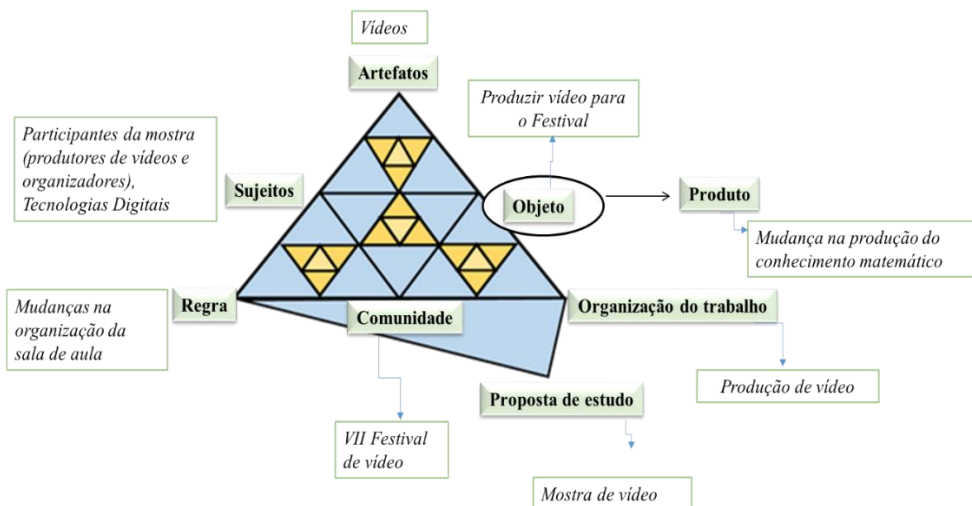 Vídeos
Artefatos
Produzir vídeo para
o Festival
Participantes da mostra
(produtores de vídeos e
organizadores),
Tecnologias Digitais
Sujeitos
Objeto
Produto
Mudança na produção do
conhecimento matemático
Mudanças na
organização da
sala de aula
Regra
Comunidade
Organização do trabalho
Produção de vídeo
Proposta de estudo
VII Festival
de vídeo
Mostra de vídeo